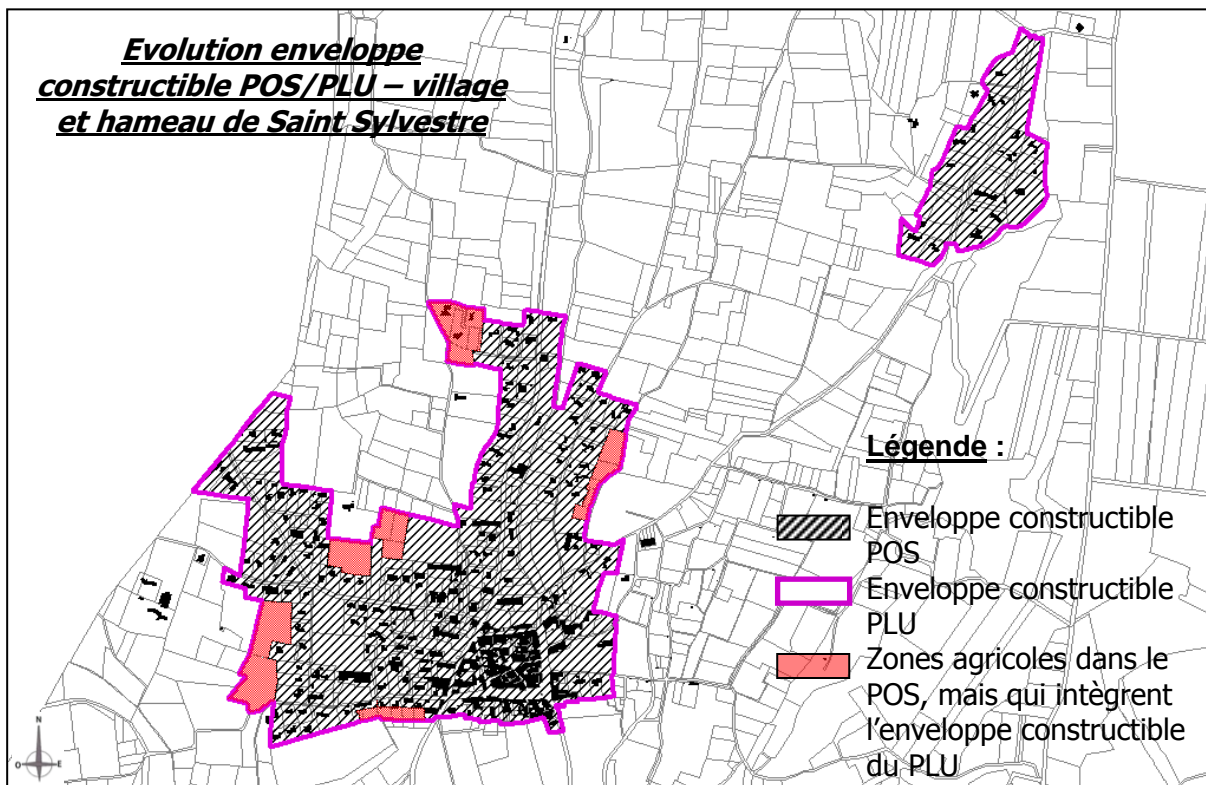 Evolution enveloppe
constructible POS/PLU – village
et hameau de Saint Sylvestre
Légende :
Enveloppe constructible
POS
Enveloppe constructible
PLU
Zones agricoles dans le
POS, mais qui intègrent
l’enveloppe constructible
du PLU
N
O E